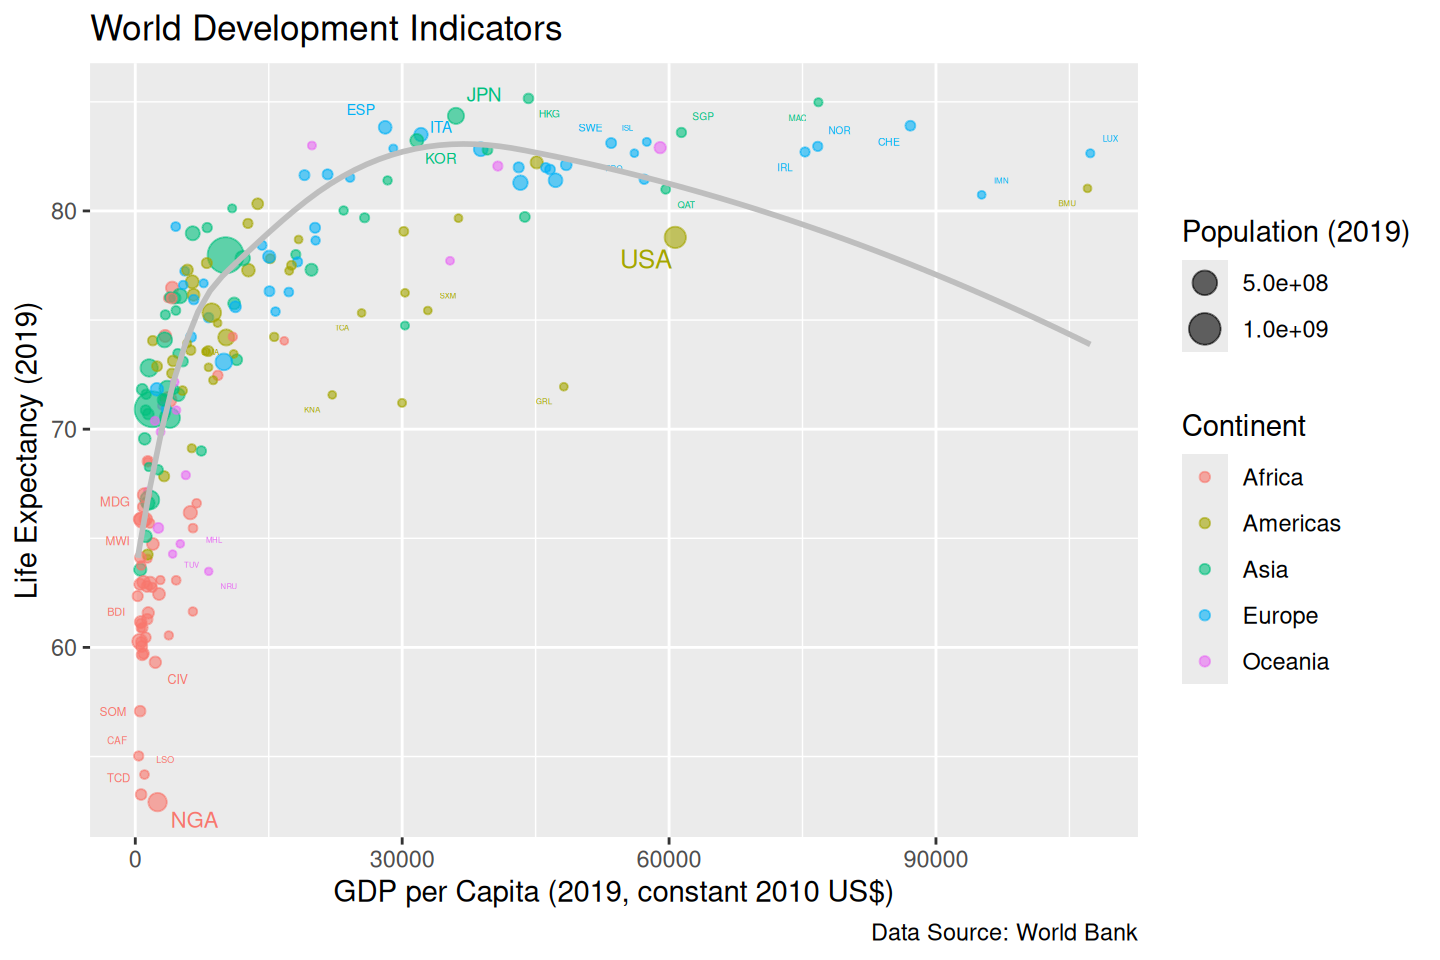 World Development Indicators
JPN
ESP
HKG
SGP
MAC
ITA
SWE
ISL
NOR
CHE
LUX
KOR
IRL
IMN
BMU
QAT
80
USA
SXM
TCA
KNA
GRL
70
MDG
MWI
MHL
TUV
NRU
BDI
60
CIV
SOM
CAF
LSO
TCD
NGA
0
30000
60000
90000
GDP per Capita (2019, constant 2010 US$)
Life Expectancy (2019)
Data Source: World Bank
Population (2019)
5.0e+08
1.0e+09
Continent
Africa
Americas
Asia
Europe
Oceania